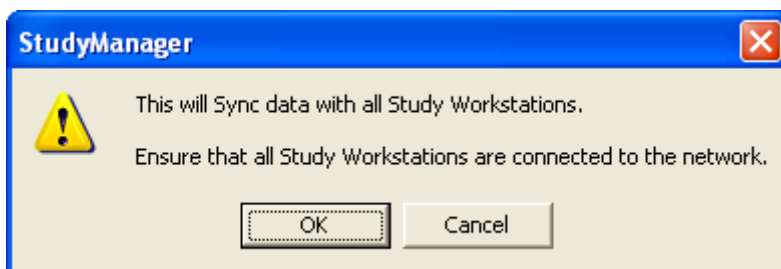 StudyManager
This will Sync data with all Study Workstations.
Ensure that all Study Workstations are connected to the network.
OK Cancel